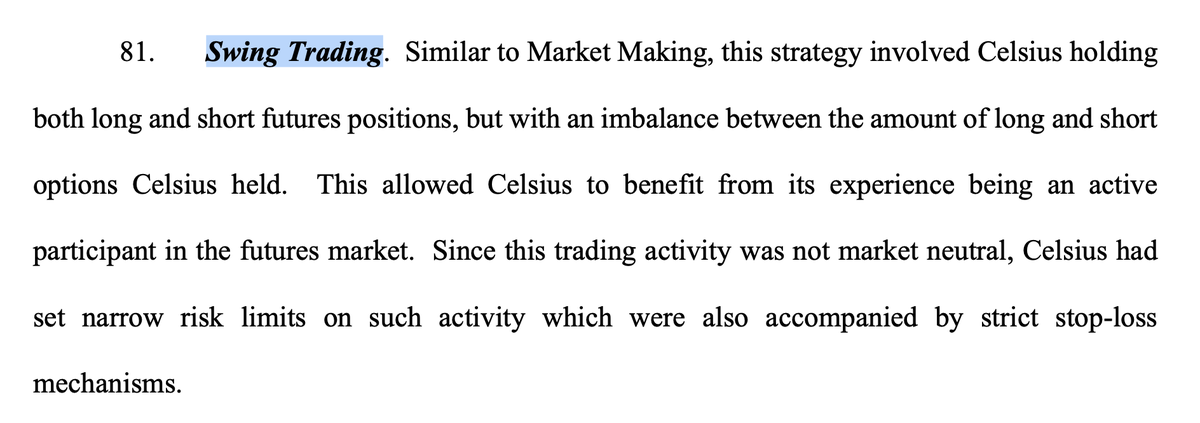 81. Swing Trading. Similar to Market Making, this strategy involved Celsius holding
both long and short futures positions, but with an imbalance between the amount of long and short
options Celsius held. This allowed Celsius to benefit from its experience being an active
participant in the futures market. Since this trading activity was not market neutral, Celsius had
set narrow risk limits on such activity which were also accompanied by strict stop-loss
mechanisms.